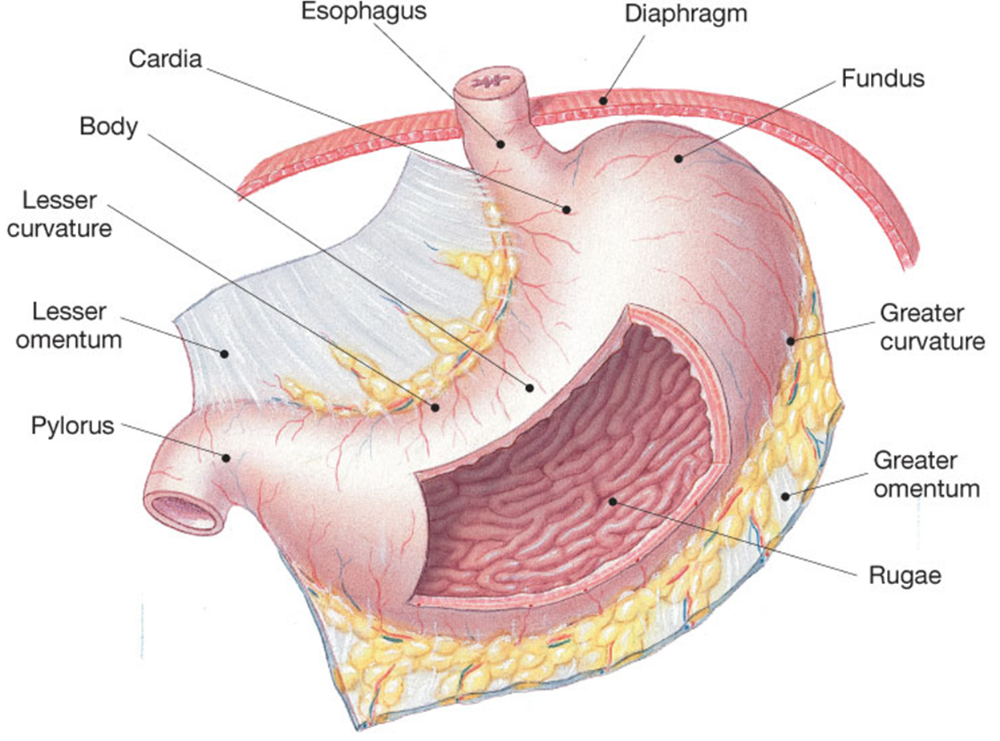 Esophagus
Diaphragm
Cardia
Fundus
Body
Lesser
curvature
Lesser
omentum
Greater
curvature
Pylorus
Greater
omentum
Rugae